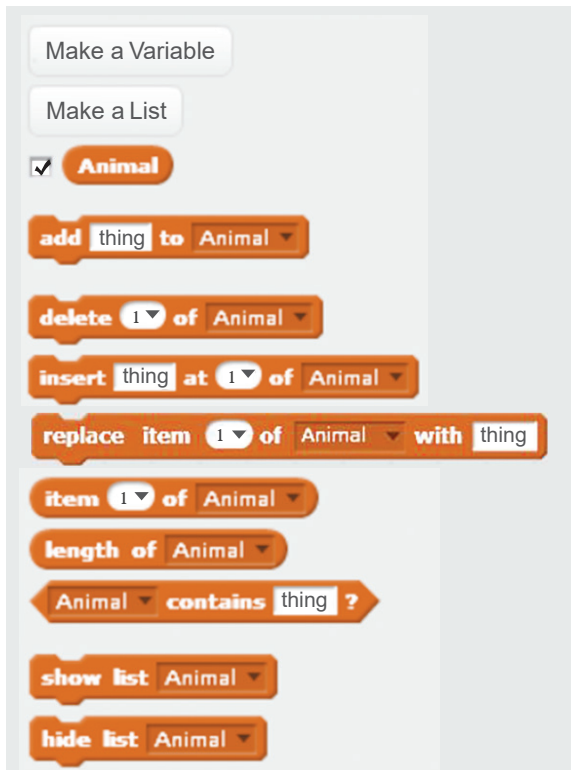 Make a Variable
Make a List
Animal
add thing to Animal
delete 1 of Animal
insert thing at 1 of Animal
replace item 1 of Animal with thing
item 1 of Animal
length of Animal
Animal contains thing ?
show list Animal
hide list Animal